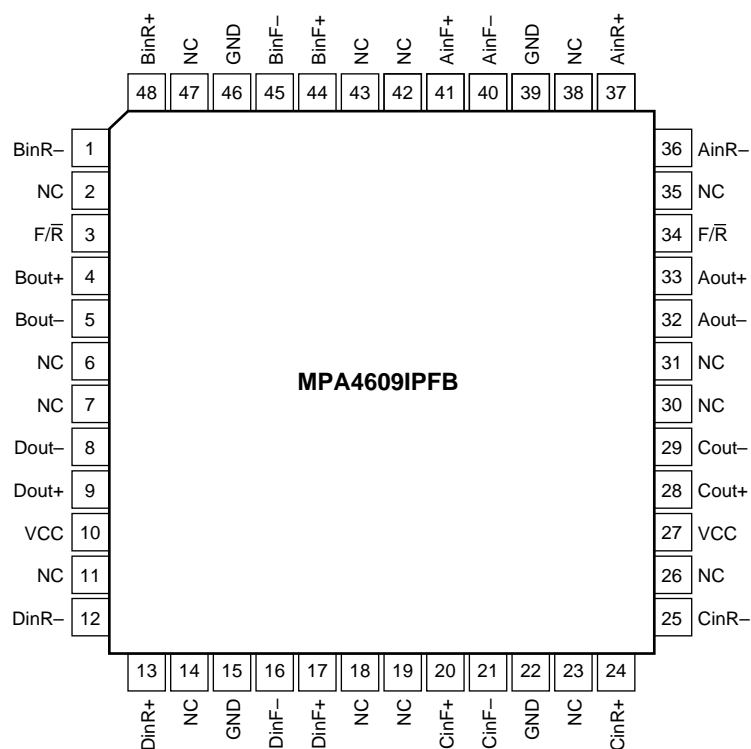 BinR+ NC GND BinF– BinF+ NC NC AinF+ AinF– GND NC AinR+
48 47 46 45 44 43 42 41 40 39 38 37
BinR– 1 36 AinR–
NC 2 35 NC
F/R̅ 3 34 F/R̅
Bout+ 4 33 Aout+
Bout– 5 32 Aout–
NC 6 31 NC
MPA4609IPFB
NC 7 30 NC
Dout– 8 29 Cout–
Dout+ 9 28 Cout+
VCC 10 27 VCC
NC 11 26 NC
DinR– 12 25 CinR–
13 14 15 16 17 18 19 20 21 22 23 24
DinR+ NC GND DinF– DinF+ NC NC CinF+ CinF– GND NC CinR+